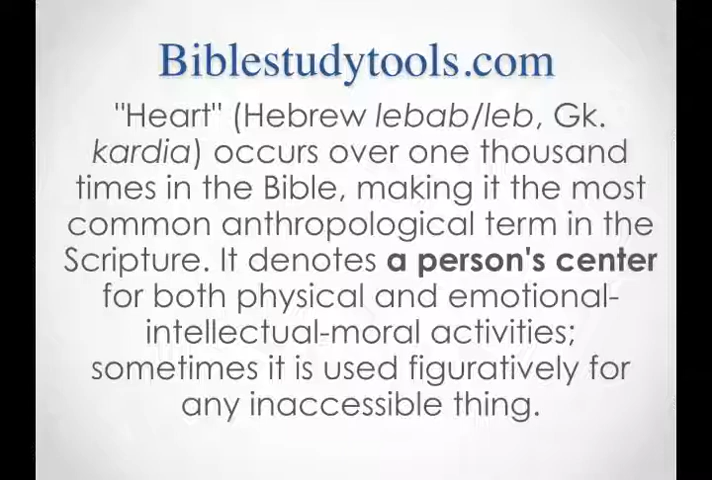 Biblestudytools.com
"Heart" (Hebrew lebab/leb, Gk.
kardia) occurs over one thousand
times in the Bible, making it the most
common anthropological term in the
Scripture. It denotes a person's center
for both physical and emotional-
intellectual-moral activities;
sometimes it is used figuratively for
any inaccessible thing.